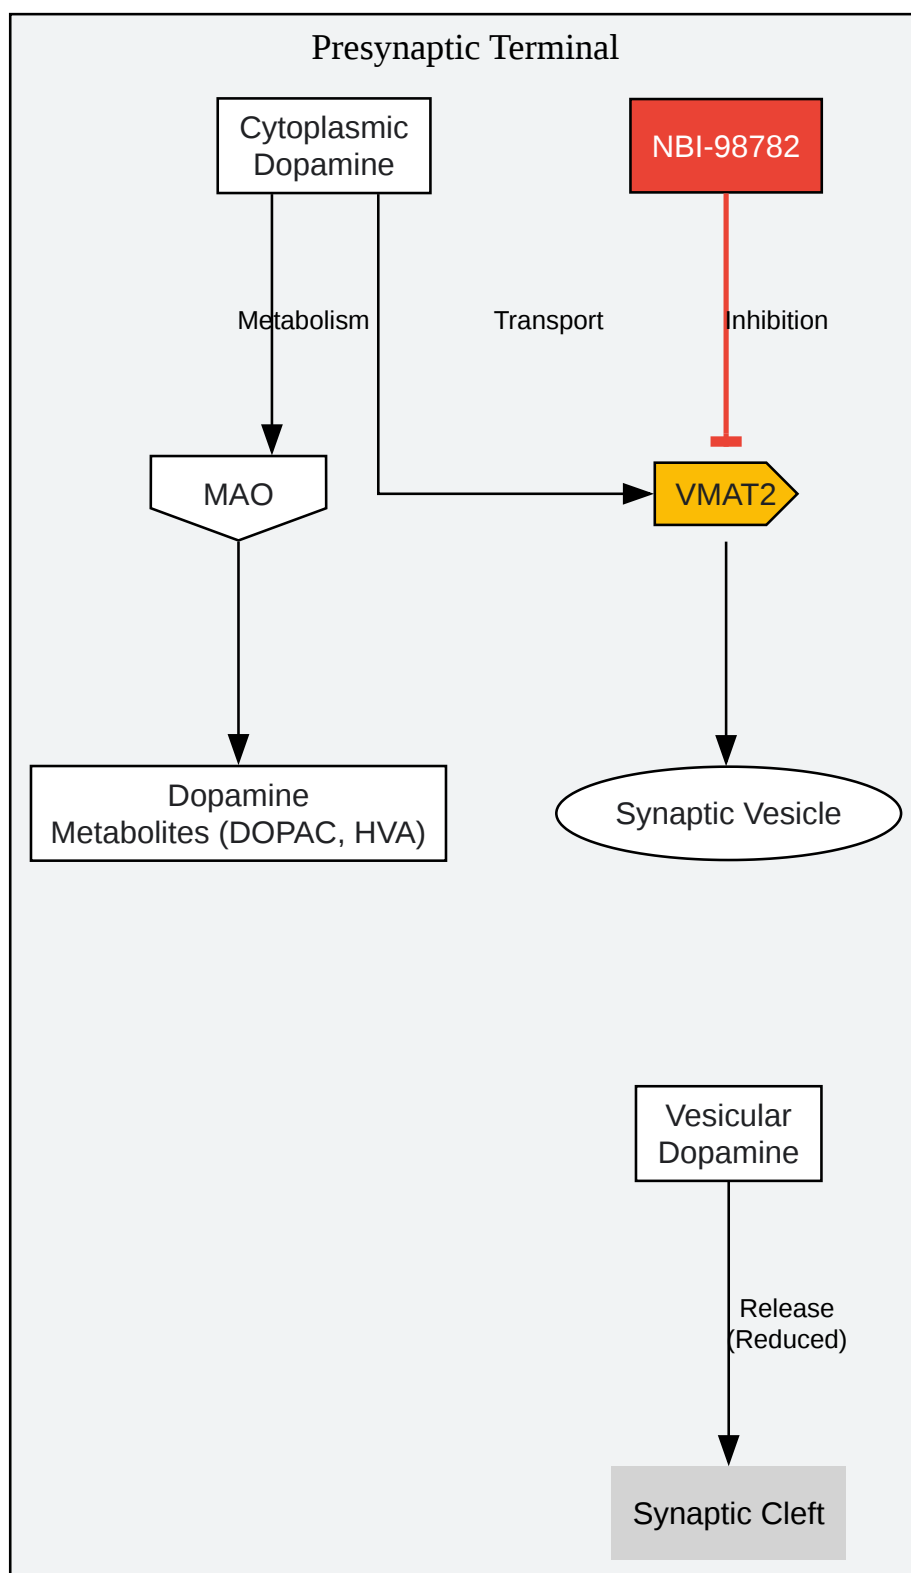 Presynaptic Terminal
Cytoplasmic
Dopamine
NBI-98782
Metabolism
Transport
Inhibition
MAO
VMAT2
Dopamine
Metabolites (DOPAC, HVA)
Synaptic Vesicle
Vesicular
Dopamine
Release
(Reduced)
Synaptic Cleft